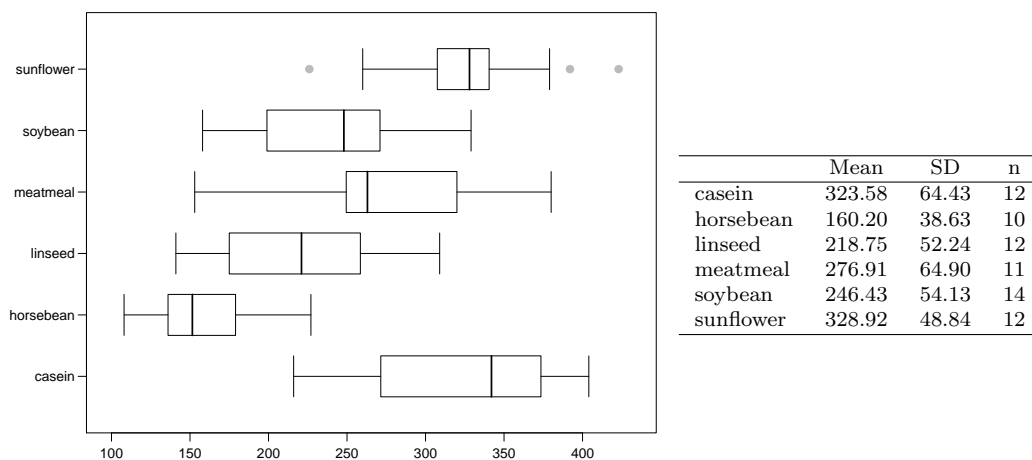 sunflower
soybean
meatmeal
linseed
horsebean
casein
100 150 200 250 300 350 400
Mean SD n
casein 323.58 64.43 12
horsebean 160.20 38.63 10
linseed 218.75 52.24 12
meatmeal 276.91 64.90 11
soybean 246.43 54.13 14
sunflower 328.92 48.84 12